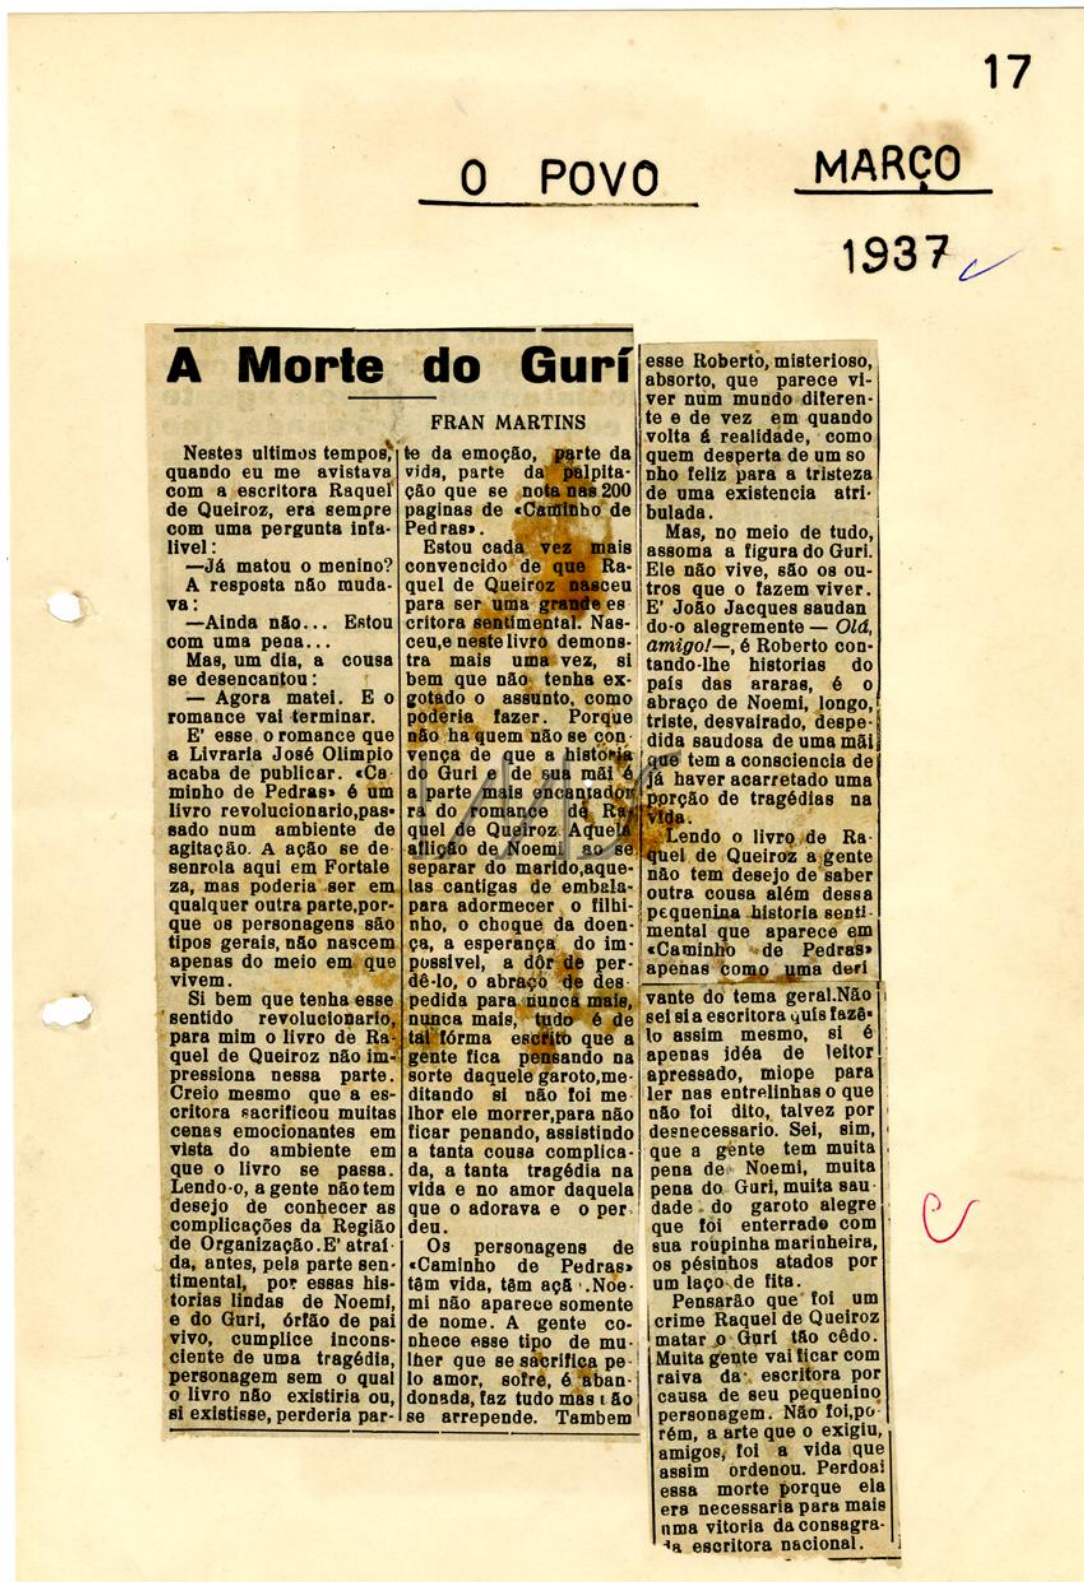 17
O POVO
MARÇO
1937
A Morte do Gurí
FRAN MARTINS
Nestes ultimos tempos,
quando eu me avistava
com a escritora Raquel
de Queiroz, era sempre
com uma pergunta infa-
livel:
—Já matou o menino?
A resposta não muda-
va:
—Ainda não... Estou
com uma pena...
Mas, um dia, a cousa
se desencantou:
— Agora matei. E o
romance vai terminar.
E' esse o romance que
a Livraria José Olimpio
acaba de publicar. «Ca-
minho de Pedras» é um
livro revolucionario,pas-
sado num ambiente de
agitação. A ação se de-
senrola aqui em Fortale
za, mas poderia ser em
qualquer outra parte,por-
que os personagens são
tipos gerais, não nascem
apenas do meio em que
vivem.
Si bem que tenha esse
sentido revolucionario,
para mim o livro de Ra-
quel de Queiroz não im-
pressiona nessa parte.
Creio mesmo que a es-
critora sacrificou muitas
cenas emocionantes em
vista do ambiente em
que o livro se passa.
Lendo-o, a gente não tem
desejo de conhecer as
complicações da Região
de Organização.E' atraí-
da, antes, pela parte sen-
timental, por essas his-
torias lindas de Noemi,
e do Guri, órfão de pai
vivo, cumplice incons-
ciente de uma tragédia,
personagem sem o qual
o livro não existiria ou,
si existisse, perderia par-
te da emoção, parte da
vida, parte da palpita-
ção que se nota nas 200
paginas de «Caminho de
Pedras».
Estou cada vez mais
convencido de que Ra-
quel de Queiroz nasceu
para ser uma grande es
critora sentimental. Nas-
ceu,e neste livro demons-
tra mais uma vez, si
bem que não tenha ex-
gotado o assunto, como
poderia fazer. Porque
não ha quem não se con-
vença de que a historia
do Guri e de sua mãi é
a parte mais encantado-
ra do romance de Ra-
quel de Queiroz Aquela
aflição de Noemi ao se
separar do marido,aque-
las cantigas de embala-
para adormecer o filhi-
nho, o choque da doen-
ça, a esperança do im-
possivel, a dôr de per-
dê-lo, o abraço de des-
pedida para nunca mais,
nunca mais, tudo é de
tal fórma escrito que a
gente fica pensando na
sorte daquele garoto,me-
ditando si não foi me-
lhor ele morrer,para não
ficar penando, assistindo
a tanta cousa complica-
da, a tanta tragédia na
vida e no amor daquela
que o adorava e o per-
deu.
Os personagens de
«Caminho de Pedras»
têm vida, têm açã .Noe-
mi não aparece somente
de nome. A gente co-
nhece esse tipo de mu-
lher que se sacrifica pe-
lo amor, sofre, é aban-
donada, faz tudo mas não
se arrepende. Tambem
esse Roberto, misterioso,
absorto, que parece vi-
ver num mundo diferen-
te e de vez em quando
volta á realidade, como
quem desperta de um so
nho feliz para a tristeza
de uma existencia atri-
bulada.
Mas, no meio de tudo,
assoma a figura do Guri.
Ele não vive, são os ou-
tros que o fazem viver.
E' João Jacques saudan
do-o alegremente — Olá,
amigo!—, é Roberto con-
tando-lhe historias do
país das araras, é o
abraço de Noemi, longo,
triste, desvairado, despe-
dida saudosa de uma mãi
que tem a consciencia de
já haver acarretado uma
porção de tragédias na
vida.
Lendo o livro de Ra-
quel de Queiroz a gente
não tem desejo de saber
outra cousa além dessa
pequenina historia senti-
mental que aparece em
«Caminho de Pedras»
apenas como uma deri
vante do tema geral.Não
sei si a escritora quis fazê-
lo assim mesmo, si é
apenas idéa de leitor
apressado, miope para
ler nas entrelinhas o que
não foi dito, talvez por
desnecessario. Sei, sim,
que a gente tem muita
pena de Noemi, muita
pena do Guri, muita sau-
dade do garoto alegre
que foi enterrado com
sua roupinha marinheira,
os pésinhos atados por
um laço de fita.
Pensarão que foi um
crime Raquel de Queiroz
matar o Guri tão cêdo.
Muita gente vai ficar com
raiva da escritora por
causa de seu pequenino
personagem. Não foi,po-
rém, a arte que o exigiu,
amigos, foi a vida que
assim ordenou. Perdoai
essa morte porque ela
era necessaria para mais
uma vitoria da consagra-
da escritora nacional.